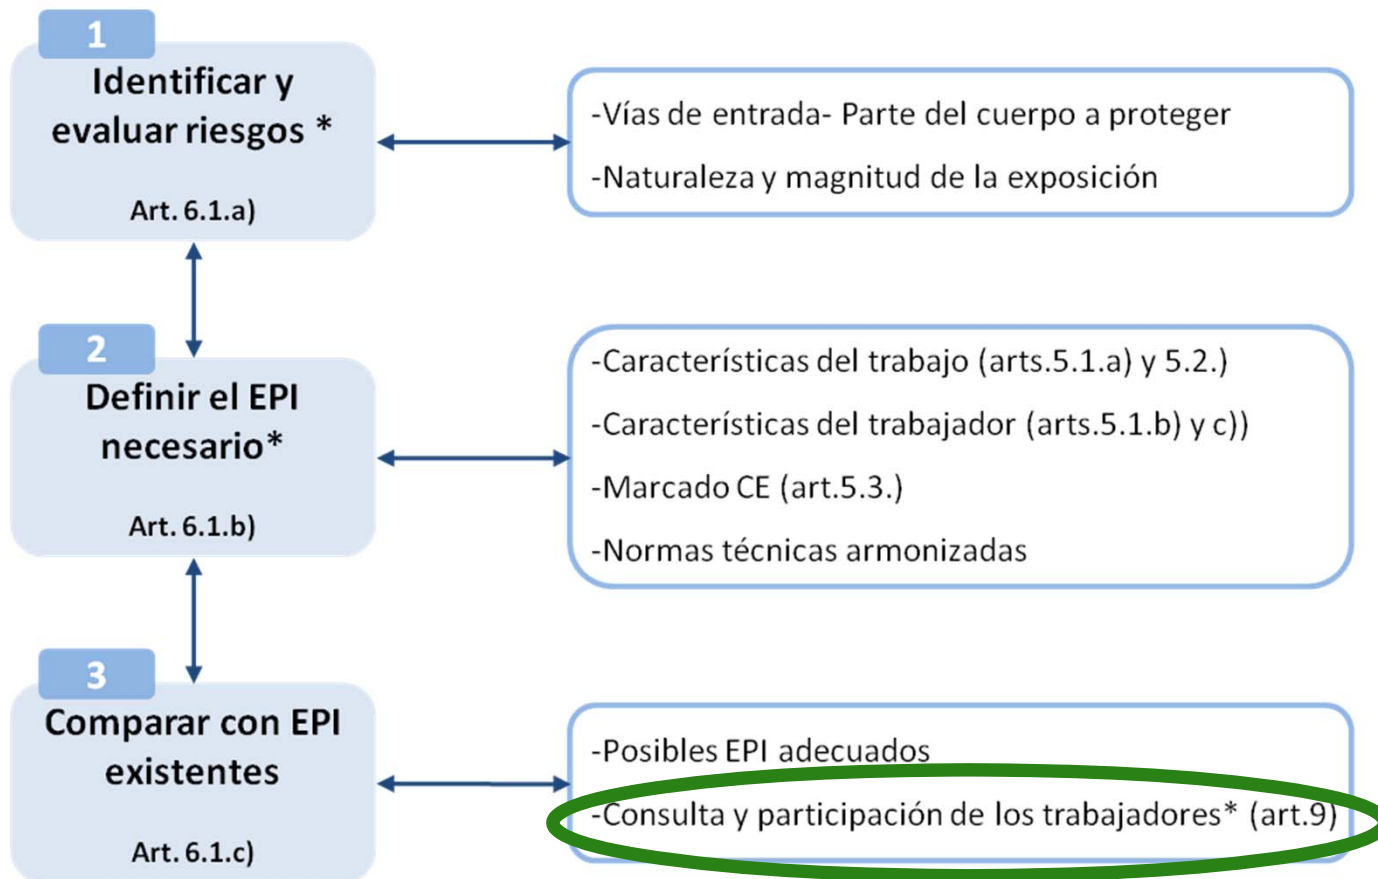 1
Identificar y
evaluar riesgos *
Art. 6.1.a)
-Vías de entrada- Parte del cuerpo a proteger
-Naturaleza y magnitud de la exposición
2
Definir el EPI
necesario*
Art. 6.1.b)
-Características del trabajo (arts.5.1.a) y 5.2.)
-Características del trabajador (arts.5.1.b) y c))
-Marcado CE (art.5.3.)
-Normas técnicas armonizadas
3
Comparar con EPI
existentes
Art. 6.1.c)
-Posibles EPI adecuados
-Consulta y participación de los trabajadores* (art.9)